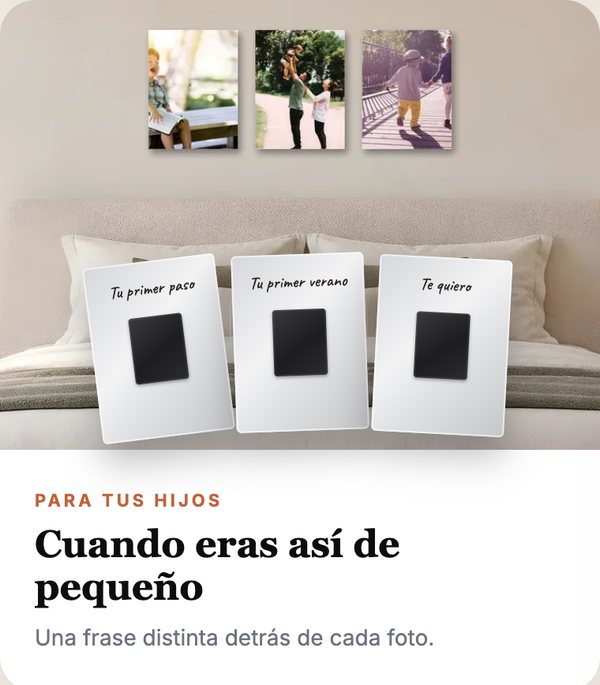 Tu primer paso
Tu primer verano
Te quiero
PARA TUS HIJOS
Cuando eras así de
pequeño
Una frase distinta detrás de cada foto.